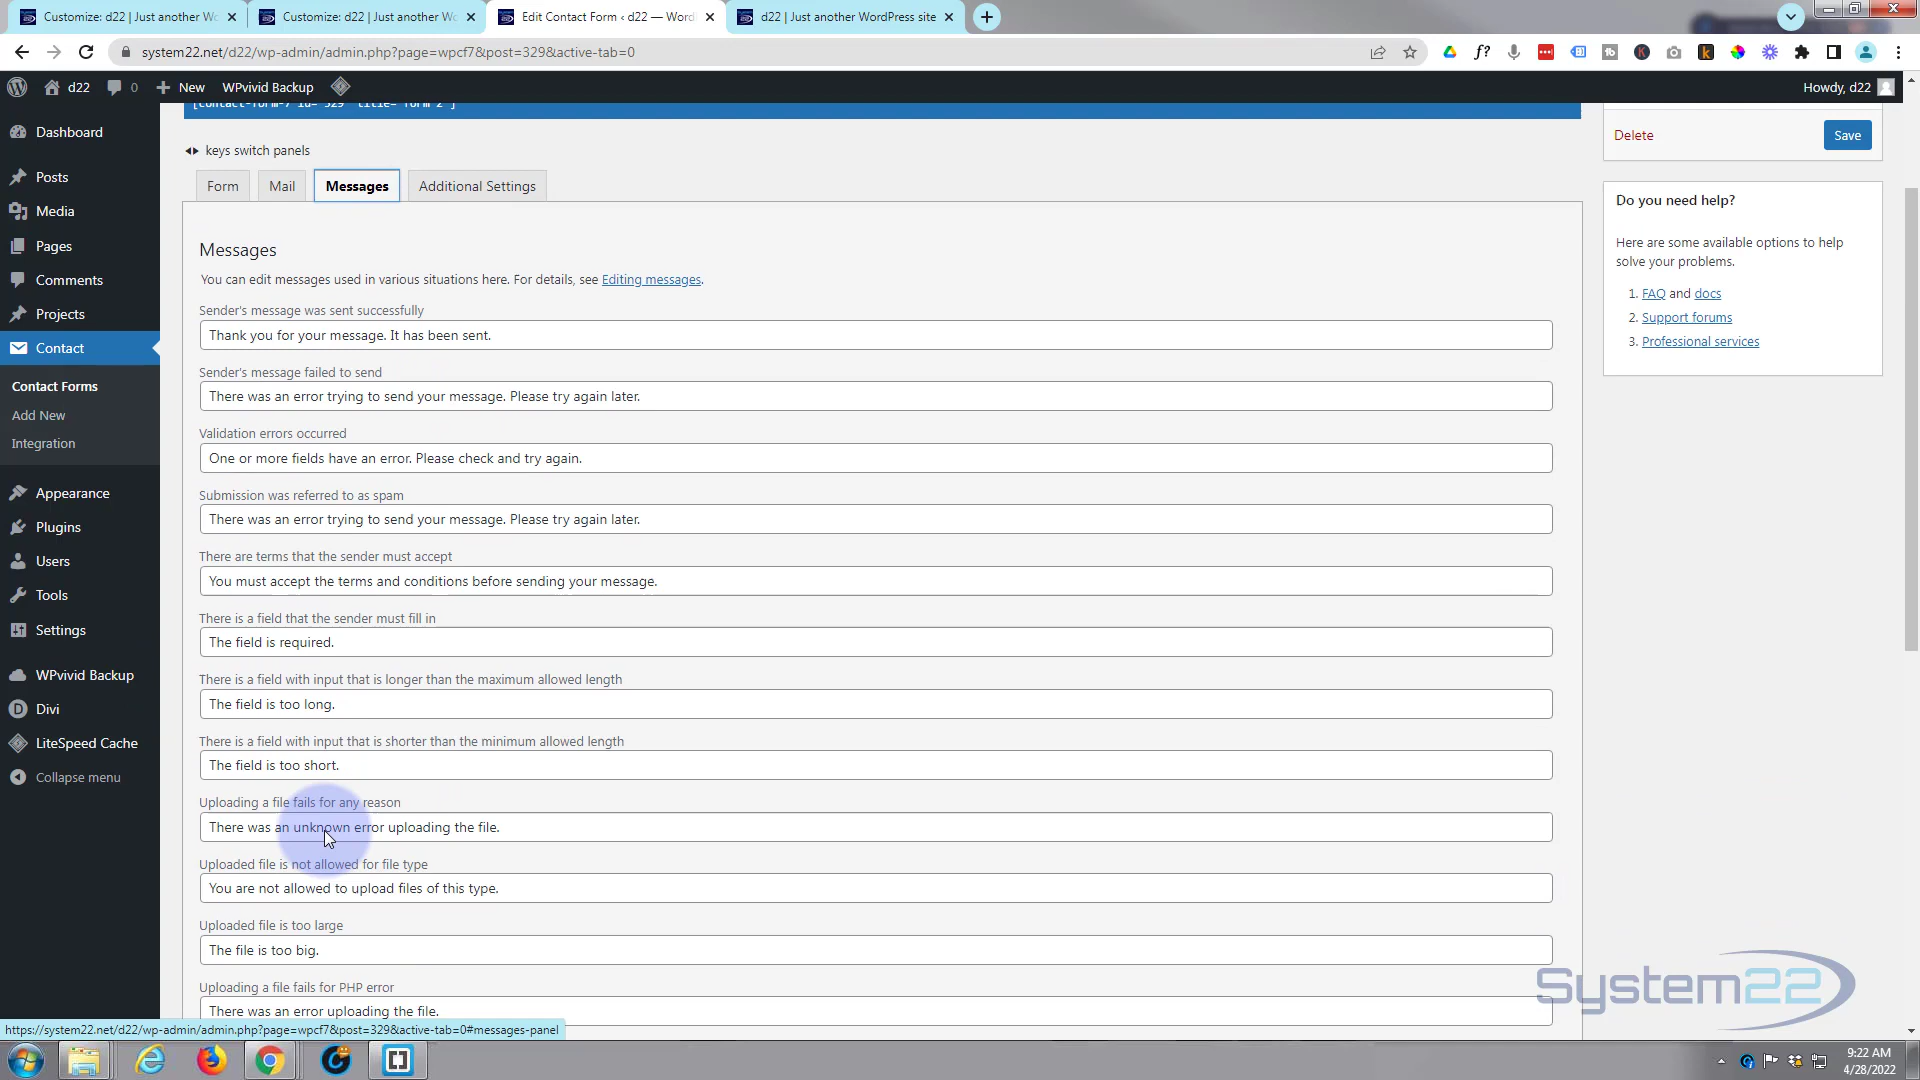 Customize: d22 | Just another Wo
Customize: d22 | Just another Wo
Edit Contact Form ‹ d22 — Word
d22 | Just another WordPress site
system22.net/d22/wp-admin/admin.php?page=wpcf7&post=329&active-tab=0
d22
0
New
WPvivid Backup
Howdy, d22
[contact-form-7 id="329" title="form 2"]
Dashboard
Posts
Media
Pages
Comments
Projects
Contact
Contact Forms
Add New
Integration
Appearance
Plugins
Users
Tools
Settings
WPvivid Backup
Divi
LiteSpeed Cache
Collapse menu
keys switch panels
Form
Mail
Messages
Additional Settings
Messages
You can edit messages used in various situations here. For details, see Editing messages.
Sender's message was sent successfully
Thank you for your message. It has been sent.
Sender's message failed to send
There was an error trying to send your message. Please try again later.
Validation errors occurred
One or more fields have an error. Please check and try again.
Submission was referred to as spam
There was an error trying to send your message. Please try again later.
There are terms that the sender must accept
You must accept the terms and conditions before sending your message.
There is a field that the sender must fill in
The field is required.
There is a field with input that is longer than the maximum allowed length
The field is too long.
There is a field with input that is shorter than the minimum allowed length
The field is too short.
Uploading a file fails for any reason
There was an unknown error uploading the file.
Uploaded file is not allowed for file type
You are not allowed to upload files of this type.
Uploaded file is too large
The file is too big.
Uploading a file fails for PHP error
There was an error uploading the file.
Delete
Save
Do you need help?
Here are some available options to help
solve your problems.
1. FAQ and docs
2. Support forums
3. Professional services
System22
https://system22.net/d22/wp-admin/admin.php?page=wpcf7&post=329&active-tab=0#messages-panel
9:22 AM
4/28/2022